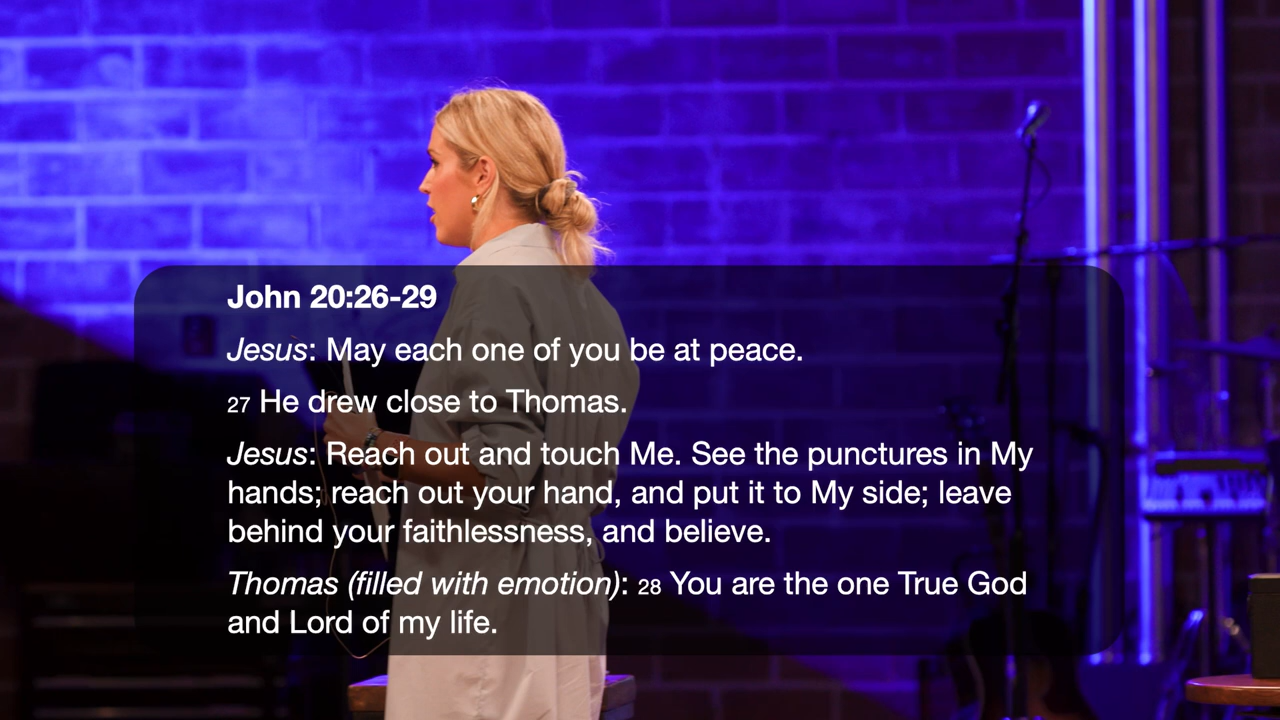 John 20:26-29
Jesus: May each one of you be at peace.
27 He drew close to Thomas.
Jesus: Reach out and touch Me. See the punctures in My
hands; reach out your hand, and put it to My side; leave
behind your faithlessness, and believe.
Thomas (filled with emotion): 28 You are the one True God
and Lord of my life.